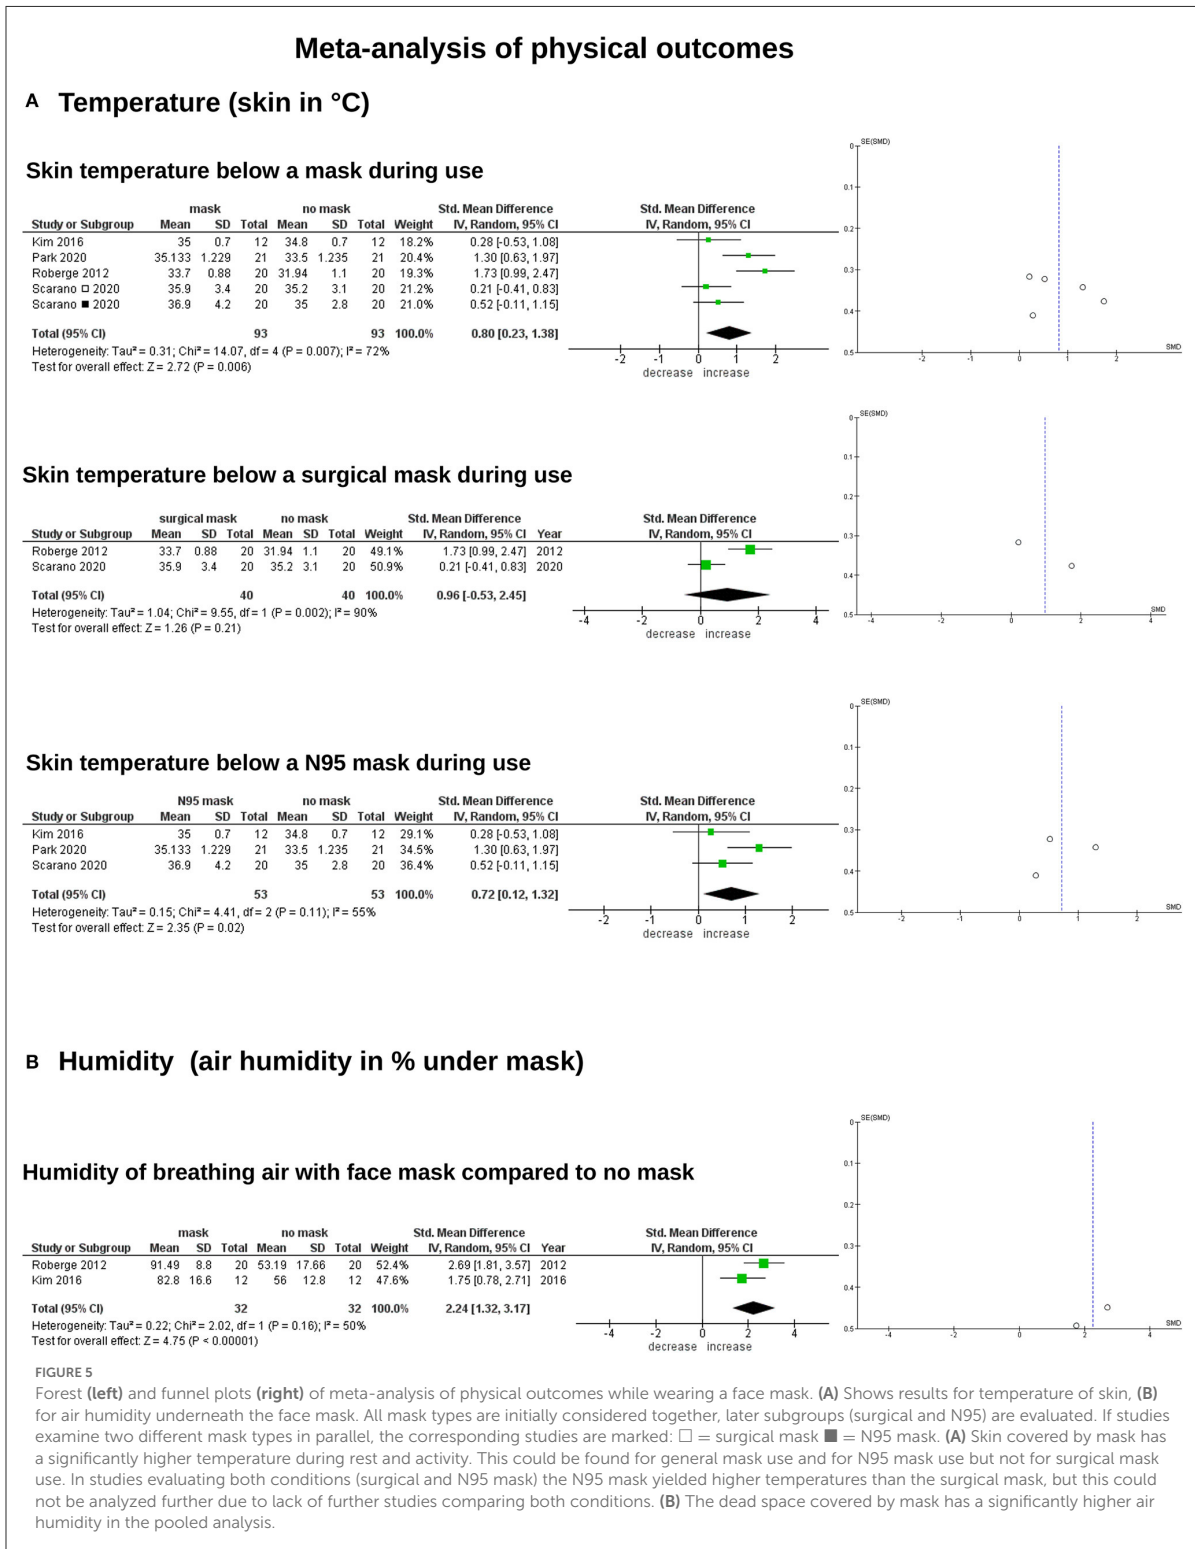 Meta-analysis of physical outcomes
A Temperature (skin in °C)
Skin temperature below a mask during use
mask no mask Std. Mean Difference
Study or Subgroup Mean SD Total Mean SD Total Weight IV, Random, 95% CI
Kim 2016 35 0.7 12 34.8 0.7 12 18.2% 0.28 [-0.53, 1.08]
Park 2020 35.133 1.229 21 33.5 1.235 21 20.4% 1.30 [0.63, 1.97]
Roberge 2012 33.7 0.88 20 31.94 1.1 20 19.3% 1.73 [0.99, 2.47]
Scarano □ 2020 35.9 3.4 20 35.2 3.1 20 21.2% 0.21 [-0.41, 0.83]
Scarano ■ 2020 36.9 4.2 20 35 2.8 20 21.0% 0.52 [-0.11, 1.15]
Total (95% CI) 93 93 100.0% 0.80 [0.23, 1.38]
Heterogeneity: Tau² = 0.31; Chi² = 14.07, df = 4 (P = 0.007); I² = 72%
Test for overall effect: Z = 2.72 (P = 0.006)
Std. Mean Difference
IV, Random, 95% CI
-2 -1 0 1 2
decrease increase
SE(SMD)
0
0.1
0.2
0.3
0.4
0.5
SMD
-2 -1 0 1 2
Skin temperature below a surgical mask during use
surgical mask no mask Std. Mean Difference
Study or Subgroup Mean SD Total Mean SD Total Weight IV, Random, 95% CI Year
Roberge 2012 33.7 0.88 20 31.94 1.1 20 49.1% 1.73 [0.99, 2.47] 2012
Scarano 2020 35.9 3.4 20 35.2 3.1 20 50.9% 0.21 [-0.41, 0.83] 2020
Total (95% CI) 40 40 100.0% 0.96 [-0.53, 2.45]
Heterogeneity: Tau² = 1.04; Chi² = 9.55, df = 1 (P = 0.002); I² = 90%
Test for overall effect: Z = 1.26 (P = 0.21)
Std. Mean Difference
IV, Random, 95% CI
-4 -2 0 2 4
decrease increase
SE(SMD)
0
0.1
0.2
0.3
0.4
0.5
SMD
-4 -2 0 2 4
Skin temperature below a N95 mask during use
N95 mask no mask Std. Mean Difference
Study or Subgroup Mean SD Total Mean SD Total Weight IV, Random, 95% CI
Kim 2016 35 0.7 12 34.8 0.7 12 29.1% 0.28 [-0.53, 1.08]
Park 2020 35.133 1.229 21 33.5 1.235 21 34.5% 1.30 [0.63, 1.97]
Scarano 2020 36.9 4.2 20 35 2.8 20 36.4% 0.52 [-0.11, 1.15]
Total (95% CI) 53 53 100.0% 0.72 [0.12, 1.32]
Heterogeneity: Tau² = 0.15; Chi² = 4.41, df = 2 (P = 0.11); I² = 55%
Test for overall effect: Z = 2.35 (P = 0.02)
Std. Mean Difference
IV, Random, 95% CI
-2 -1 0 1 2
decrease increase
SE(SMD)
0
0.1
0.2
0.3
0.4
0.5
SMD
-2 -1 0 1 2
B Humidity (air humidity in % under mask)
Humidity of breathing air with face mask compared to no mask
mask no mask Std. Mean Difference
Study or Subgroup Mean SD Total Mean SD Total Weight IV, Random, 95% CI Year
Roberge 2012 91.49 8.8 20 53.19 17.66 20 52.4% 2.69 [1.81, 3.57] 2012
Kim 2016 82.8 16.6 12 56 12.8 12 47.6% 1.75 [0.78, 2.71] 2016
Total (95% CI) 32 32 100.0% 2.24 [1.32, 3.17]
Heterogeneity: Tau² = 0.22; Chi² = 2.02, df = 1 (P = 0.16); I² = 50%
Test for overall effect: Z = 4.75 (P < 0.00001)
Std. Mean Difference
IV, Random, 95% CI
-4 -2 0 2 4
decrease increase
SE(SMD)
0
0.1
0.2
0.3
0.4
0.5
SMD
-4 -2 0 2 4
FIGURE 5
Forest (left) and funnel plots (right) of meta-analysis of physical outcomes while wearing a face mask. (A) Shows results for temperature of skin, (B)
for air humidity underneath the face mask. All mask types are initially considered together, later subgroups (surgical and N95) are evaluated. If studies
examine two different mask types in parallel, the corresponding studies are marked: □ = surgical mask ■ = N95 mask. (A) Skin covered by mask has
a significantly higher temperature during rest and activity. This could be found for general mask use and for N95 mask use but not for surgical mask
use. In studies evaluating both conditions (surgical and N95 mask) the N95 mask yielded higher temperatures than the surgical mask, but this could
not be analyzed further due to lack of further studies comparing both conditions. (B) The dead space covered by mask has a significantly higher air
humidity in the pooled analysis.